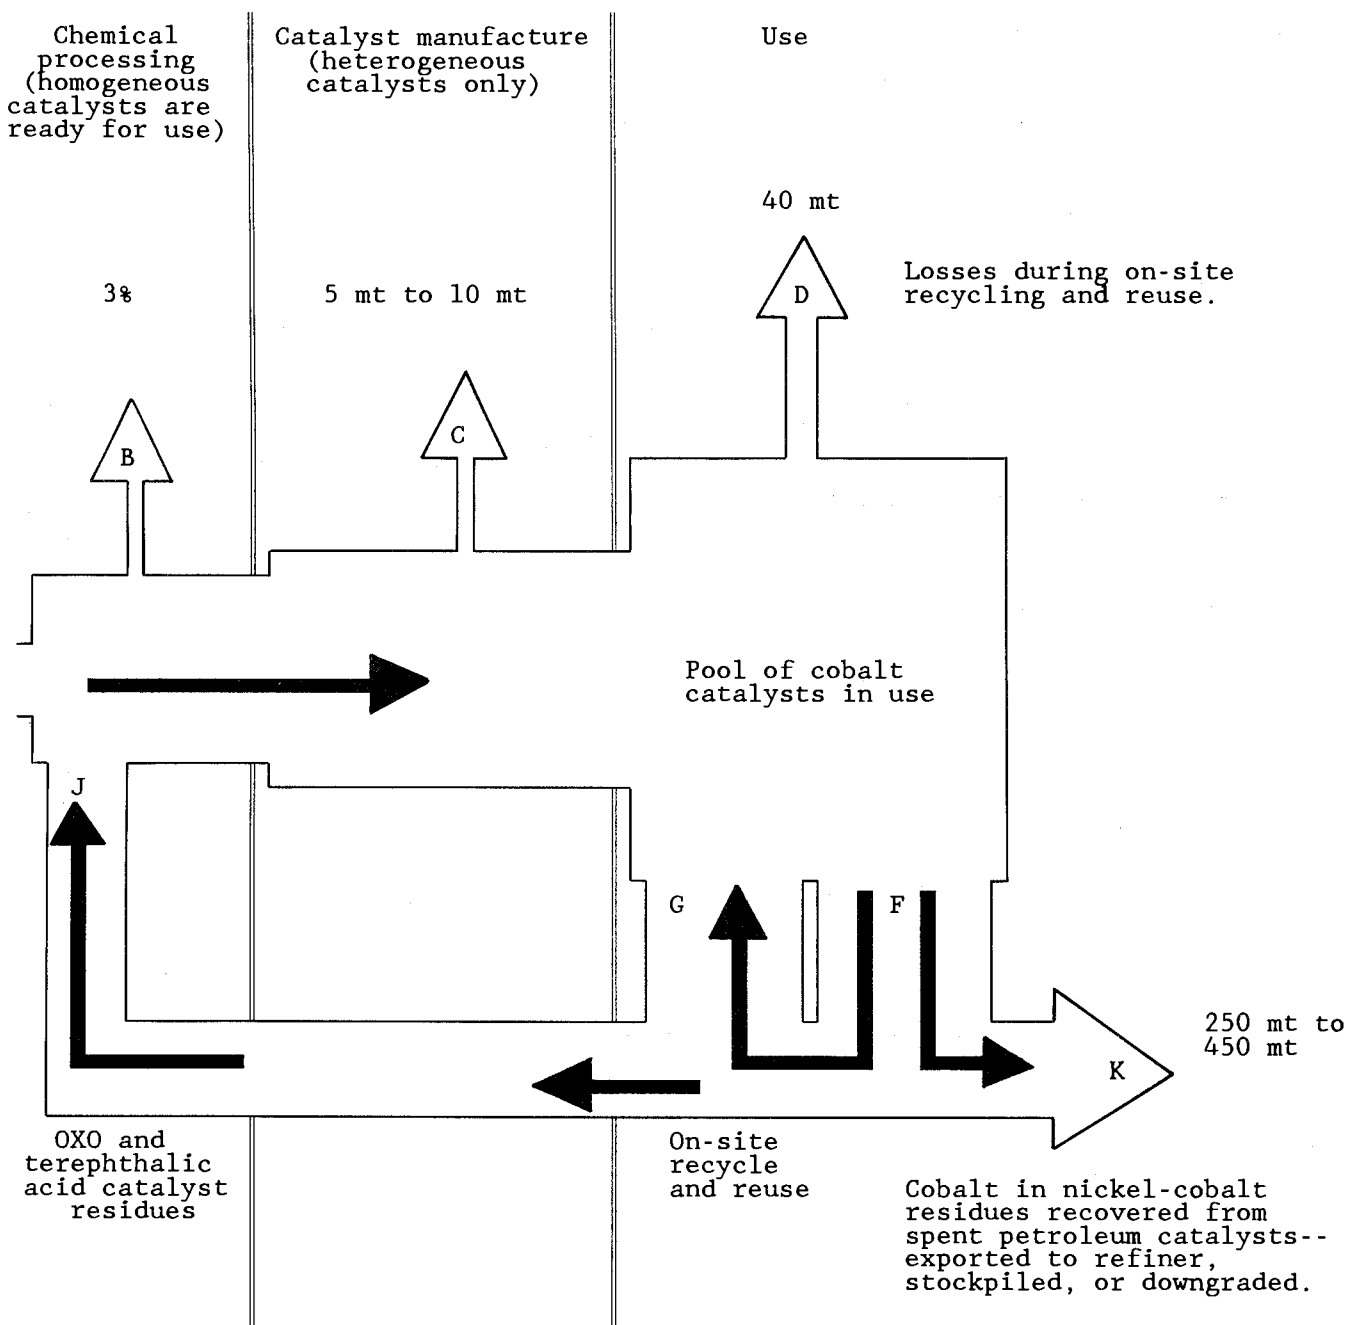 Chemical
processing
(homogeneous
catalysts are
ready for use)
Catalyst manufacture
(heterogeneous
catalysts only)
Use
40 mt
Losses during on-site
recycling and reuse.
D
3%
5 mt to 10 mt
B
C
Pool of cobalt
catalysts in use
J
G
F
250 mt to
450 mt
K
OXO and
terephthalic
acid catalyst
residues
On-site
recycle
and reuse
Cobalt in nickel-cobalt
residues recovered from
spent petroleum catalysts--
exported to refiner,
stockpiled, or downgraded.